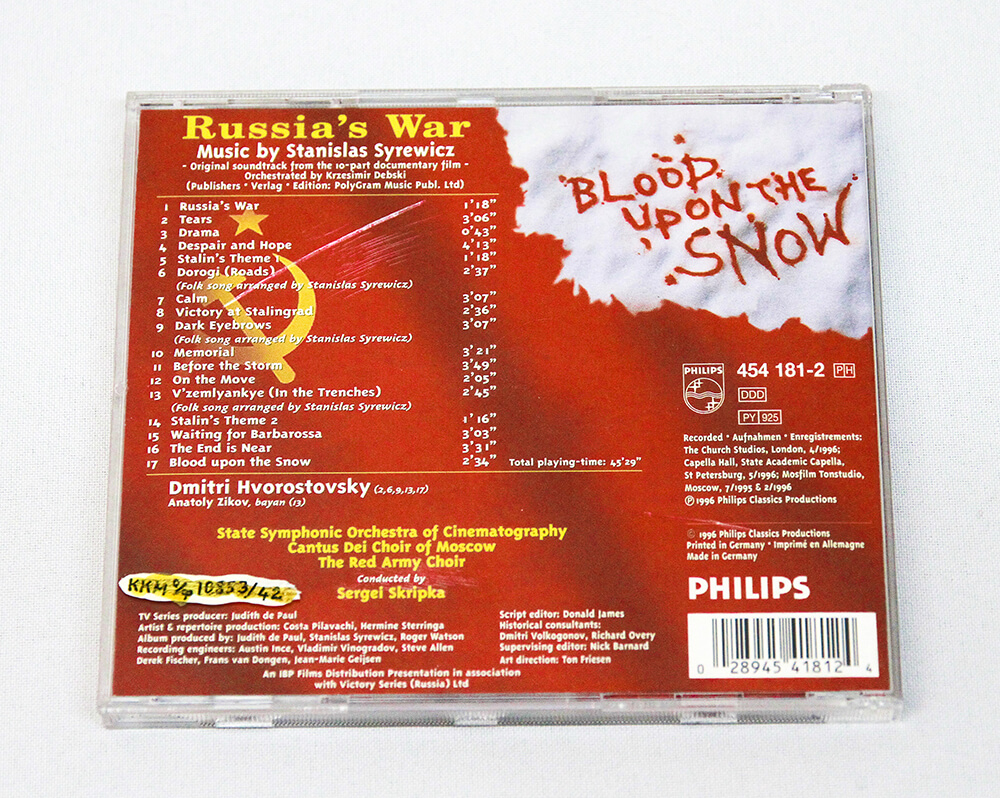 Russia's War
Music by Stanislas Syrewicz
- Original soundtrack from the 10-part documentary film -
Orchestrated by Krzesimir Debski
(Publishers * Verlag * Edition: PolyGram Music Publ. Ltd)
1 Russia's War 1'18"
2 Tears 3'06"
3 Drama 0'43"
4 Despair and Hope 4'13"
5 Stalin's Theme 1 1'18"
6 Dorogi (Roads) 2'37"
(Folk song arranged by Stanislas Syrewicz)
7 Calm 3'07"
8 Victory at Stalingrad 2'36"
9 Dark Eyebrows 3'07"
(Folk song arranged by Stanislas Syrewicz)
10 Memorial 3'21"
11 Before the Storm 3'49"
12 On the Move 2'05"
13 V'zemlyankye (In the Trenches) 2'45"
(Folk song arranged by Stanislas Syrewicz)
14 Stalin's Theme 2 1'16"
15 Waiting for Barbarossa 3'03"
16 The End is Near 3'31"
17 Blood upon the Snow 2'34" Total playing-time: 45'29"
Dmitri Hvorostovsky (2,6,9,13,17)
Anatoly Zikov, bayan (13)
State Symphonic Orchestra of Cinematography
Cantus Dei Choir of Moscow
The Red Army Choir
Conducted by
Sergei Skripka
KKM % 10853/42
TV Series producer: Judith de Paul
Artist & repertoire production: Costa Pilavachi, Hermine Sterringa
Album produced by: Judith de Paul, Stanislas Syrewicz, Roger Watson
Recording engineers: Austin Ince, Vladimir Vinogradov, Steve Allen
Derek Fischer, Frans van Dongen, Jean-Marie Geijsen
Script editor: Donald James
Historical consultants:
Dmitri Volkogonov, Richard Overy
Supervising editor: Nick Barnard
Art direction: Ton Friesen
An IBP Films Distribution Presentation in association
with Victory Series (Russia) Ltd
BLOOD
UPON THE
SNOW
PHILIPS
454 181-2 PH
DDD
PY 925
Recorded * Aufnahmen * Enregistrements:
The Church Studios, London, 4/1996;
Capella Hall, State Academic Capella,
St Petersburg, 5/1996; Mosfilm Tonstudio,
Moscow, 7/1995 & 2/1996
℗ 1996 Philips Classics Productions
© 1996 Philips Classics Productions
Printed in Germany * Imprimé en Allemagne
Made in Germany
PHILIPS
0 28945 41812 4